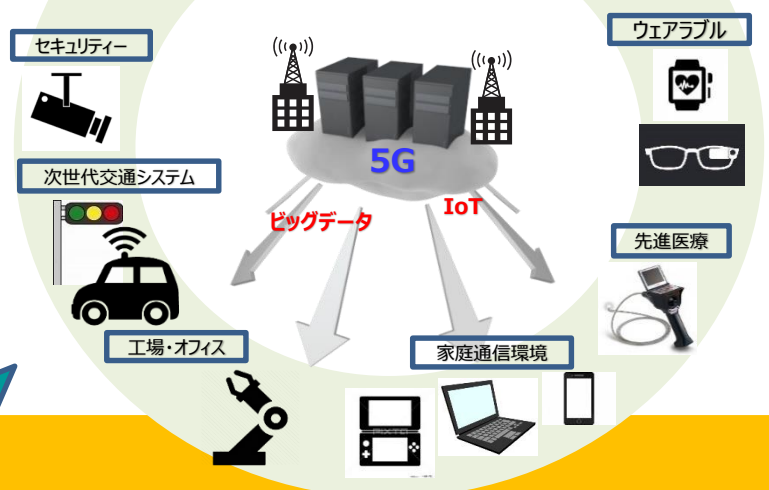 セキュリティー
ウェアラブル
5G
次世代交通システム
ビッグデータ
IoT
先進医療
工場・オフィス
家庭通信環境